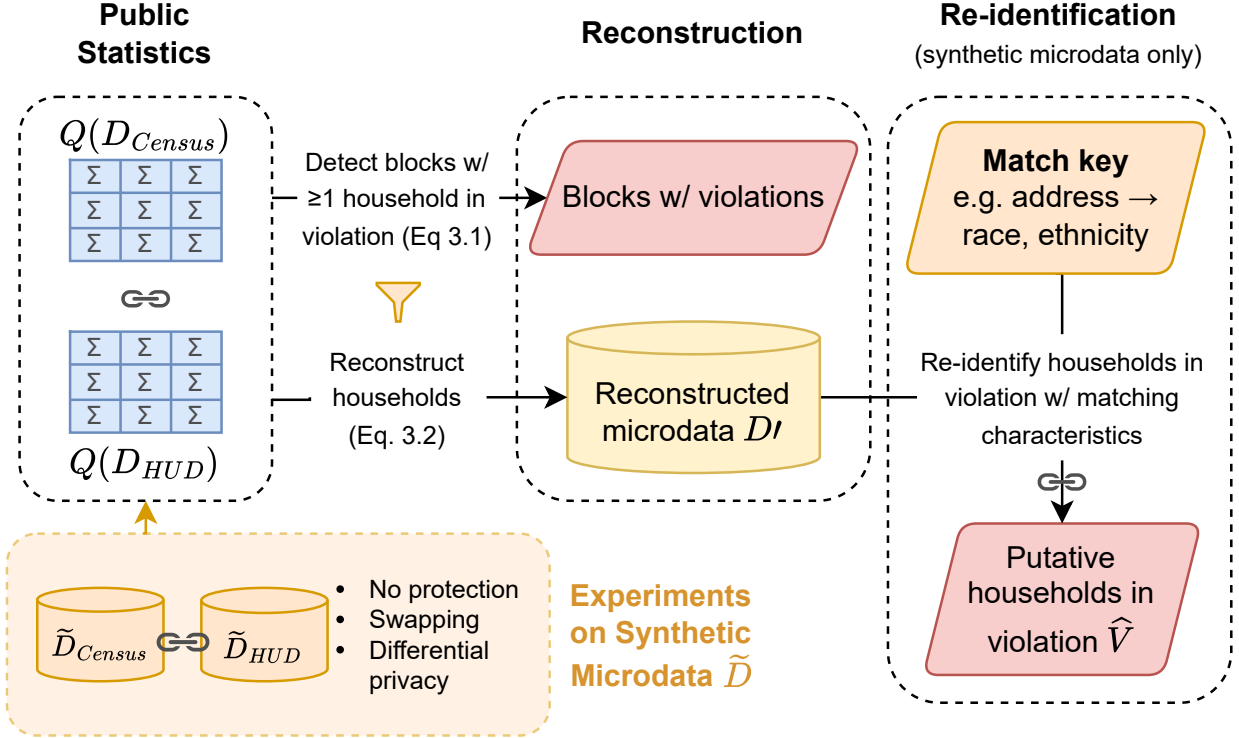 Public
Statistics
Q(D_Census)
Σ Σ Σ
Σ Σ Σ
Σ Σ Σ
Σ Σ Σ
Σ Σ Σ
Σ Σ Σ
Q(D_HUD)
Detect blocks w/
≥1 household in
violation (Eq 3.1)
Reconstruct
households
(Eq. 3.2)
Reconstruction
Blocks w/ violations
Reconstructed
microdata D′
Re-identification
(synthetic microdata only)
Match key
e.g. address →
race, ethnicity
Re-identify households in
violation w/ matching
characteristics
Putative
households in
violation V̂
D̃_Census
D̃_HUD
• No protection
• Swapping
• Differential
privacy
Experiments
on Synthetic
Microdata D̃